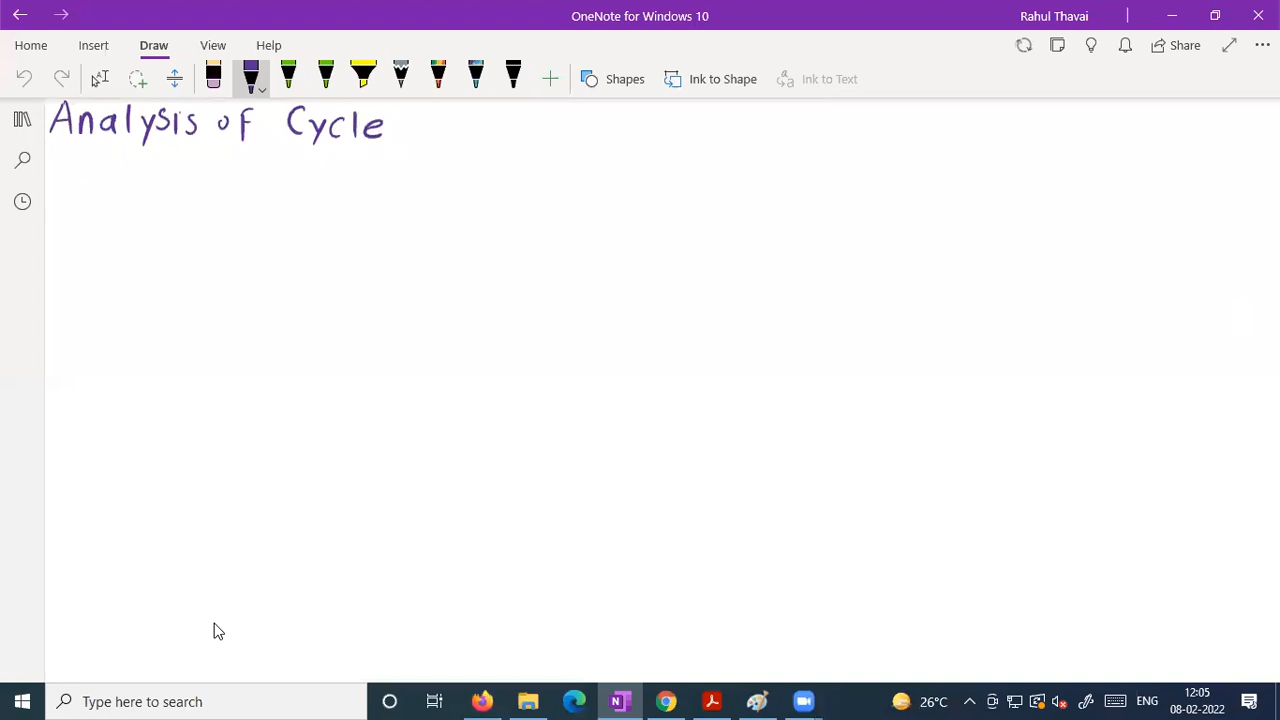 OneNote for Windows 10
Rahul Thavai
Home Insert Draw View Help
Share
Shapes Ink to Shape Ink to Text
Analysis of Cycle
Type here to search
26°C
ENG
12:05
08-02-2022